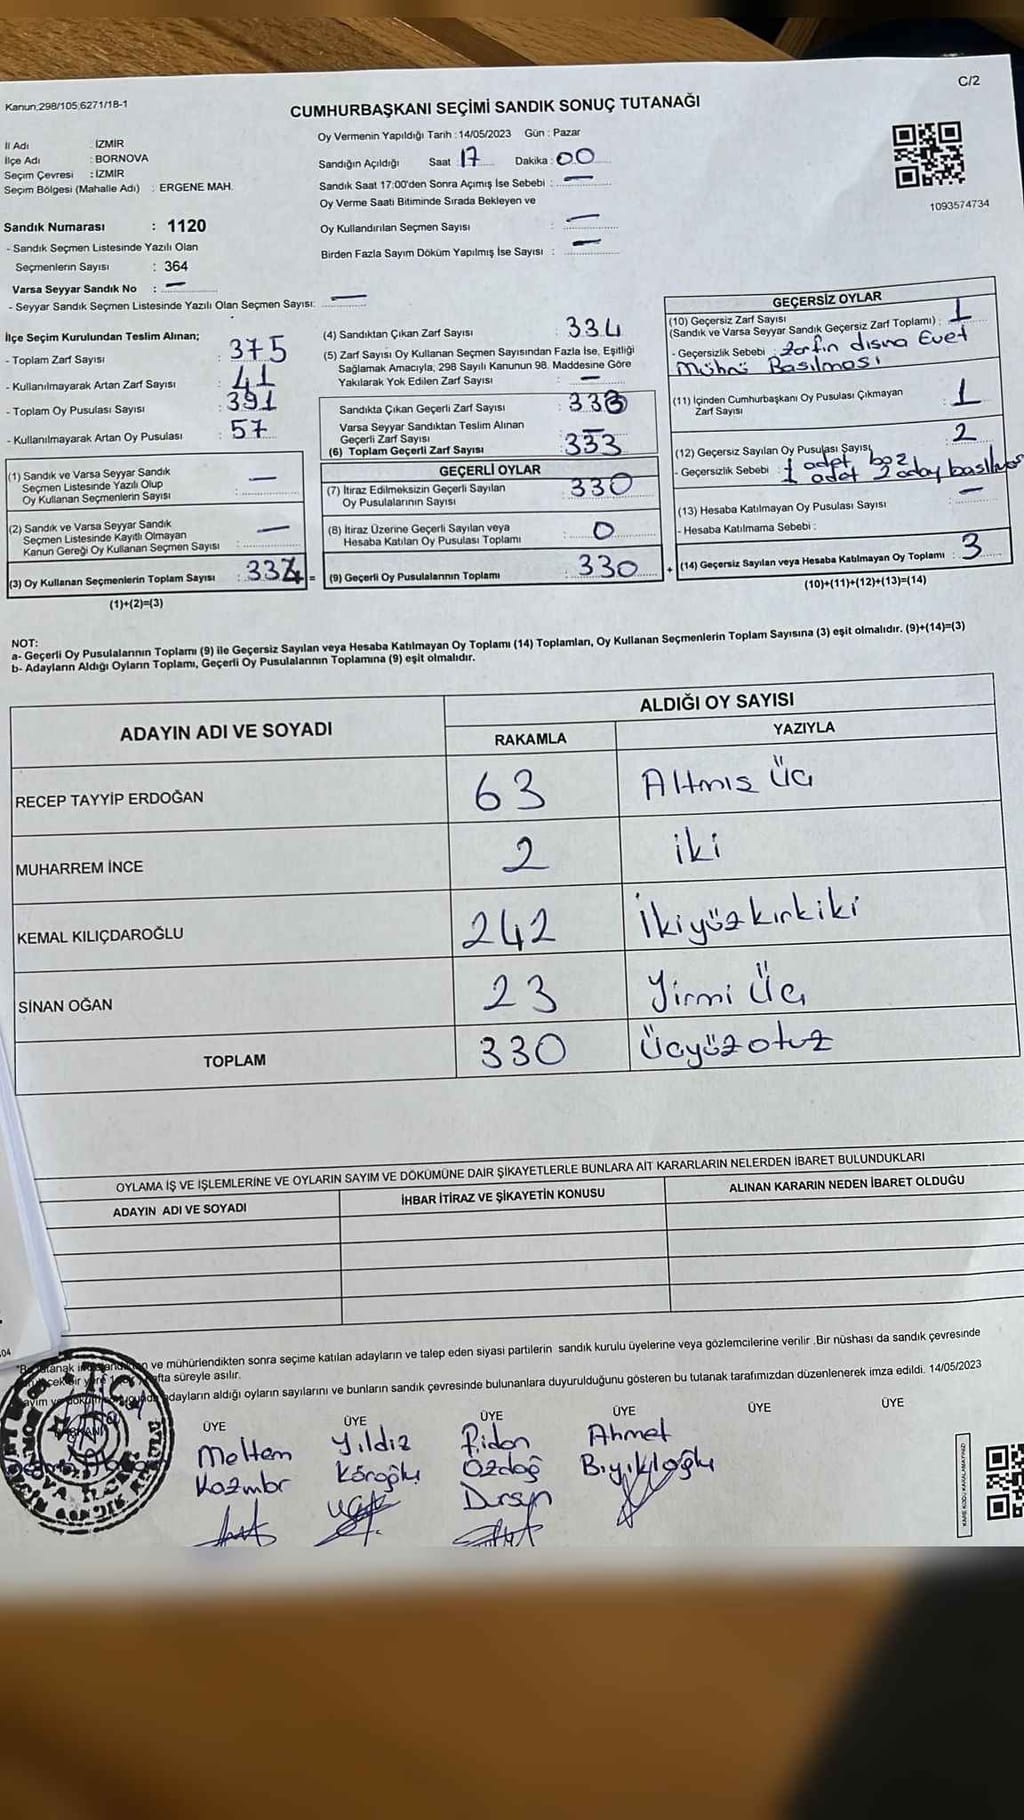 Kanun,298/105,6271/18-1
C/2
CUMHURBAŞKANI SEÇİMİ SANDIK SONUÇ TUTANAĞI
İl Adı : İZMİR
İlçe Adı : BORNOVA
Seçim Çevresi : İZMİR
Seçim Bölgesi (Mahalle Adı) : ERGENE MAH.
Oy Vermenin Yapıldığı Tarih : 14/05/2023 Gün : Pazar
Sandığın Açıldığı Saat 17 Dakika : 00
Sandık Saat 17:00'den Sonra Açımış İse Sebebi : —
Oy Verme Saati Bitiminde Sırada Bekleyen ve
Oy Kullandırılan Seçmen Sayısı : —
Birden Fazla Sayım Döküm Yapılmış İse Sayısı : —
1093574734
Sandık Numarası : 1120
- Sandık Seçmen Listesinde Yazılı Olan
Seçmenlerin Sayısı : 364
Varsa Seyyar Sandık No : —
- Seyyar Sandık Seçmen Listesinde Yazılı Olan Seçmen Sayısı: —
İlçe Seçim Kurulundan Teslim Alınan;
- Toplam Zarf Sayısı : 375
- Kullanılmayarak Artan Zarf Sayısı : 41
- Toplam Oy Pusulası Sayısı : 391
- Kullanılmayarak Artan Oy Pusulası : 57
(1) Sandık ve Varsa Seyyar Sandık
Seçmen Listesinde Yazılı Olup
Oy Kullanan Seçmenlerin Sayısı : —
(2) Sandık ve Varsa Seyyar Sandık
Seçmen Listesinde Kayıtlı Olmayan
Kanun Gereği Oy Kullanan Seçmen Sayısı : —
(3) Oy Kullanan Seçmenlerin Toplam Sayısı : 334 =
(1)+(2)=(3)
(4) Sandıktan Çıkan Zarf Sayısı : 334
(5) Zarf Sayısı Oy Kullanan Seçmen Sayısından Fazla İse, Eşitliği
Sağlamak Amacıyla, 298 Sayılı Kanunun 98. Maddesine Göre
Yakılarak Yok Edilen Zarf Sayısı : —
Sandıkta Çıkan Geçerli Zarf Sayısı : 333
Varsa Seyyar Sandıktan Teslim Alınan
Geçerli Zarf Sayısı : —
(6) Toplam Geçerli Zarf Sayısı : 333
GEÇERLİ OYLAR
(7) İtiraz Edilmeksizin Geçerli Sayılan
Oy Pusulalarının Sayısı : 330
(8) İtiraz Üzerine Geçerli Sayılan veya
Hesaba Katılan Oy Pusulası Toplamı : 0
(9) Geçerli Oy Pusulalarının Toplamı : 330 +
GEÇERSİZ OYLAR
(10) Geçersiz Zarf Sayısı
(Sandık ve Varsa Seyyar Sandık Geçersiz Zarf Toplamı) : 1
- Geçersizlik Sebebi : Zarfın dışına Evet
Mührü Basılması
(11) İçinden Cumhurbaşkanı Oy Pusulası Çıkmayan
Zarf Sayısı : 1
(12) Geçersiz Sayılan Oy Pusulası Sayısı 2
- Geçersizlik Sebebi : 1 adet boz
1 adet 2 aday
(13) Hesaba Katılmayan Oy Pusulası Sayısı : —
- Hesaba Katılmama Sebebi :
(14) Geçersiz Sayılan veya Hesaba Katılmayan Oy Toplamı : 3
(10)+(11)+(12)+(13)=(14)
NOT:
a- Geçerli Oy Pusulalarının Toplamı (9) ile Geçersiz Sayılan veya Hesaba Katılmayan Oy Toplamı (14) Toplamları, Oy Kullanan Seçmenlerin Toplam Sayısına (3) eşit olmalıdır. (9)+(14)=(3)
b- Adayların Aldığı Oyların Toplamı, Geçerli Oy Pusulalarının Toplamına (9) eşit olmalıdır.
ADAYIN ADI VE SOYADI
ALDIĞI OY SAYISI
RAKAMLA YAZIYLA
RECEP TAYYİP ERDOĞAN 63 Altmış Üç
MUHARREM İNCE 2 iki
KEMAL KILIÇDAROĞLU 242 İkiyüzkırkiki
SİNAN OĞAN 23 Yirmi Üç
TOPLAM 330 Üçyüzotuz
OYLAMA İŞ VE İŞLEMLERİNE VE OYLARIN SAYIM VE DÖKÜMÜNE DAİR ŞİKAYETLERLE BUNLARA AİT KARARLARIN NELERDEN İBARET BULUNDUKLARI
ADAYIN ADI VE SOYADI
İHBAR İTİRAZ VE ŞİKAYETİN KONUSU
ALINAN KARARIN NEDEN İBARET OLDUĞU
ve mühürlendikten sonra seçime katılan adayların ve talep eden siyasi partilerin sandık kurulu üyelerine veya gözlemcilerine verilir .Bir nüshası da sandık çevresinde
süreyle asılır.
adayların aldığı oyların sayılarını ve bunların sandık çevresinde bulunanlara duyurulduğunu gösteren bu tutanak tarafımızdan düzenlenerek imza edildi. 14/05/2023
ÜYE ÜYE ÜYE ÜYE ÜYE ÜYE
Meltem Yıldız Ahmet
Kazmbr Köroğlu Özdağ Bıyıklıoğlu
Dursun